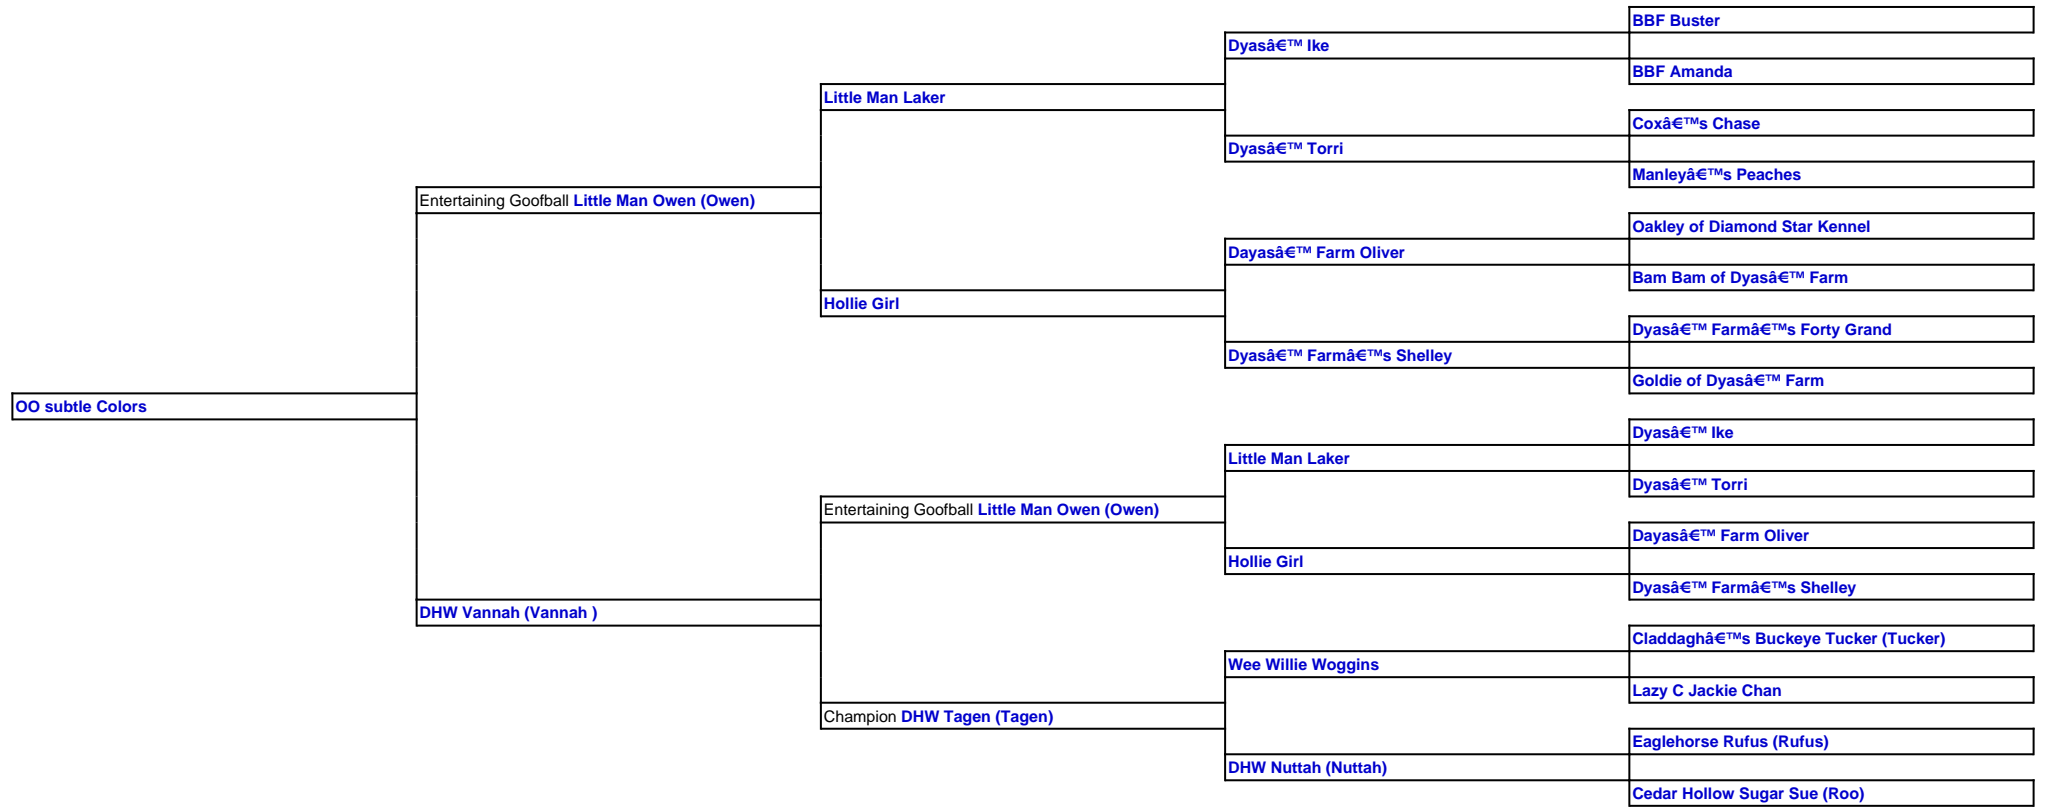 BBF Buster
Dyasâ€™ Ike
BBF Amanda
Little Man Laker
Coxâ€™s Chase
Dyasâ€™ Torri
Manleyâ€™s Peaches
Entertaining Goofball Little Man Owen (Owen)
Oakley of Diamond Star Kennel
Dayasâ€™ Farm Oliver
Bam Bam of Dyasâ€™ Farm
Hollie Girl
Dyasâ€™ Farmâ€™s Forty Grand
Dyasâ€™ Farmâ€™s Shelley
Goldie of Dyasâ€™ Farm
OO subtle Colors
Dyasâ€™ Ike
Little Man Laker
Dyasâ€™ Torri
Entertaining Goofball Little Man Owen (Owen)
Dayasâ€™ Farm Oliver
Hollie Girl
Dyasâ€™ Farmâ€™s Shelley
DHW Vannah (Vannah )
Claddaghâ€™s Buckeye Tucker (Tucker)
Wee Willie Woggins
Lazy C Jackie Chan
Champion DHW Tagen (Tagen)
Eaglehorse Rufus (Rufus)
DHW Nuttah (Nuttah)
Cedar Hollow Sugar Sue (Roo)